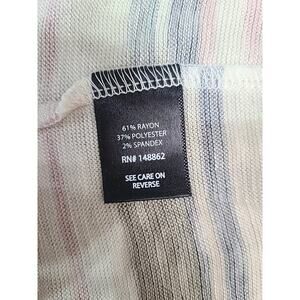 61% RAYON
37% POLYESTER
2% SPANDEX
RN# 148862
SEE CARE ON
REVERSE